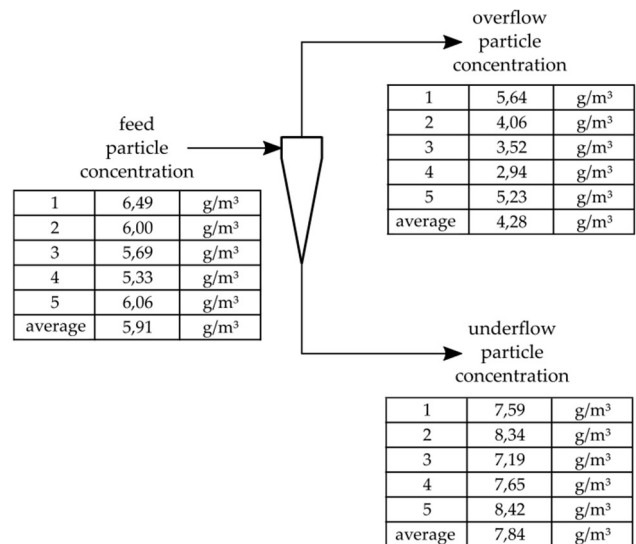 overflow
particle
concentration
1 5,64 g/m³
2 4,06 g/m³
3 3,52 g/m³
4 2,94 g/m³
5 5,23 g/m³
average 4,28 g/m³
feed
particle
concentration
1 6,49 g/m³
2 6,00 g/m³
3 5,69 g/m³
4 5,33 g/m³
5 6,06 g/m³
average 5,91 g/m³
underflow
particle
concentration
1 7,59 g/m³
2 8,34 g/m³
3 7,19 g/m³
4 7,65 g/m³
5 8,42 g/m³
average 7,84 g/m³